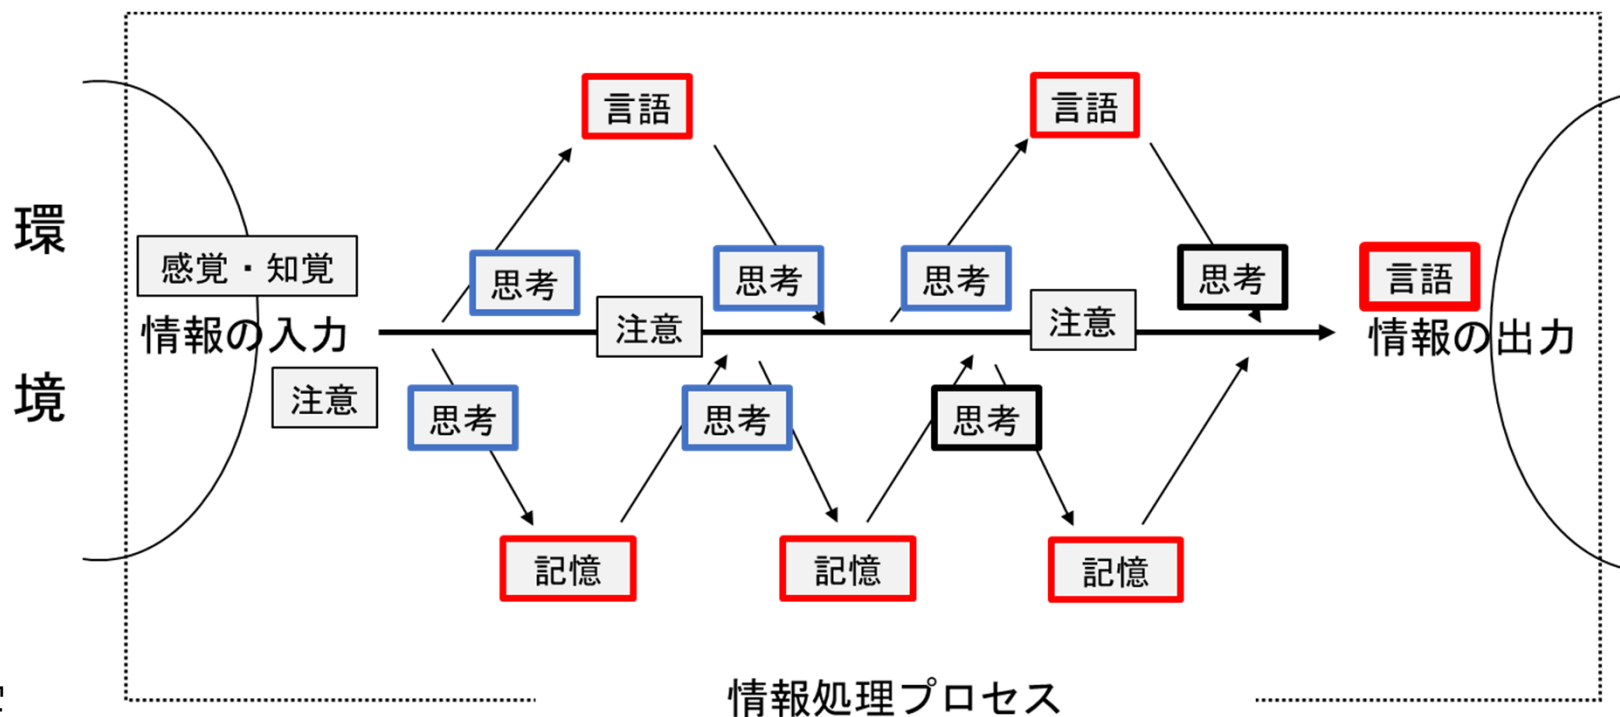 言語
言語
環
感覚・知覚
思考
思考
思考
思考
言語
注意
注意
情報の入力
情報の出力
境
注意
思考
思考
思考
記憶
記憶
記憶
情報処理プロセス